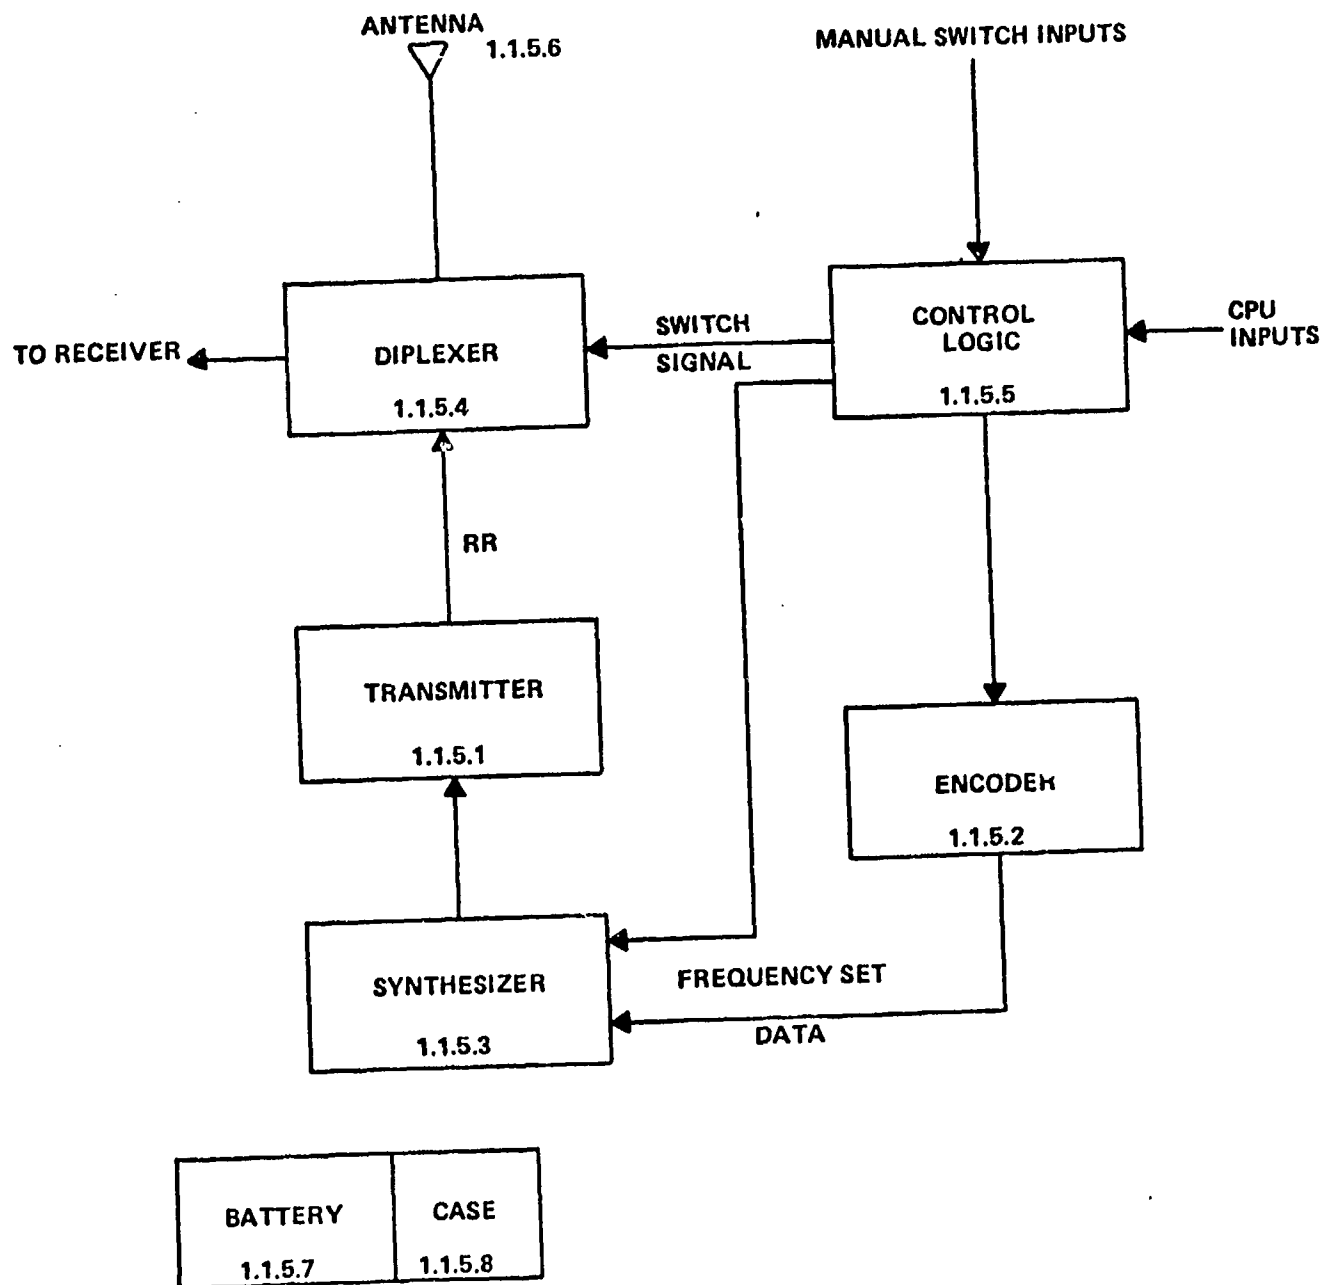 ANTENNA
1.1.5.6
MANUAL SWITCH INPUTS
TO RECEIVER
DIPLEXER
1.1.5.4
SWITCH
SIGNAL
CONTROL
LOGIC
1.1.5.5
CPU
INPUTS
RR
TRANSMITTER
1.1.5.1
ENCODER
1.1.5.2
SYNTHESIZER
1.1.5.3
FREQUENCY SET
DATA
BATTERY
1.1.5.7
CASE
1.1.5.8